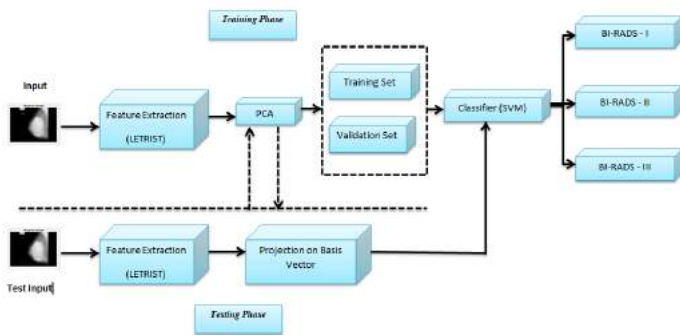 Training Phase
Input
Feature Extraction
(LETRIST)
PCA
Training Set
Validation Set
Classifier (SVM)
BI-RADS - I
BI-RADS - II
BI-RADS - III
Test Input
Feature Extraction
(LETRIST)
Projection on Basis
Vector
Testing Phase